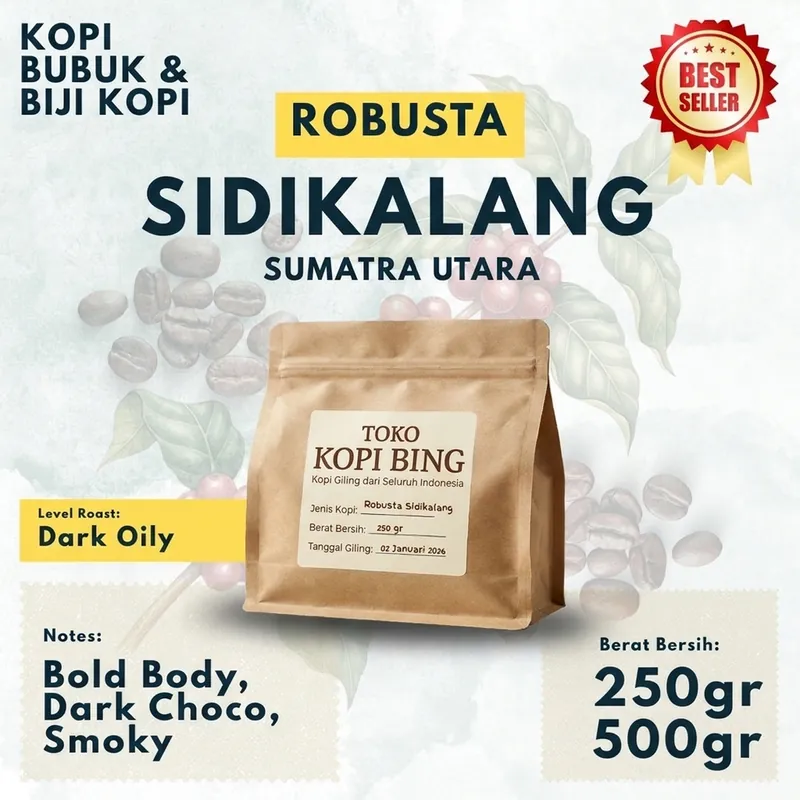 KOPI
BUBUK &
BIJI KOPI
BEST
SELLER
ROBUSTA
SIDIKALANG
SUMATRA UTARA
TOKO
KOPI BING
Kopi Giling dari Seluruh Indonesia
Jenis Kopi: Robusta Sidikalang
Berat Bersih: 250 gr
Tanggal Giling: 02 Januari 2026
Level Roast:
Dark Oily
Notes:
Bold Body,
Dark Choco,
Smoky
Berat Bersih:
250gr
500gr